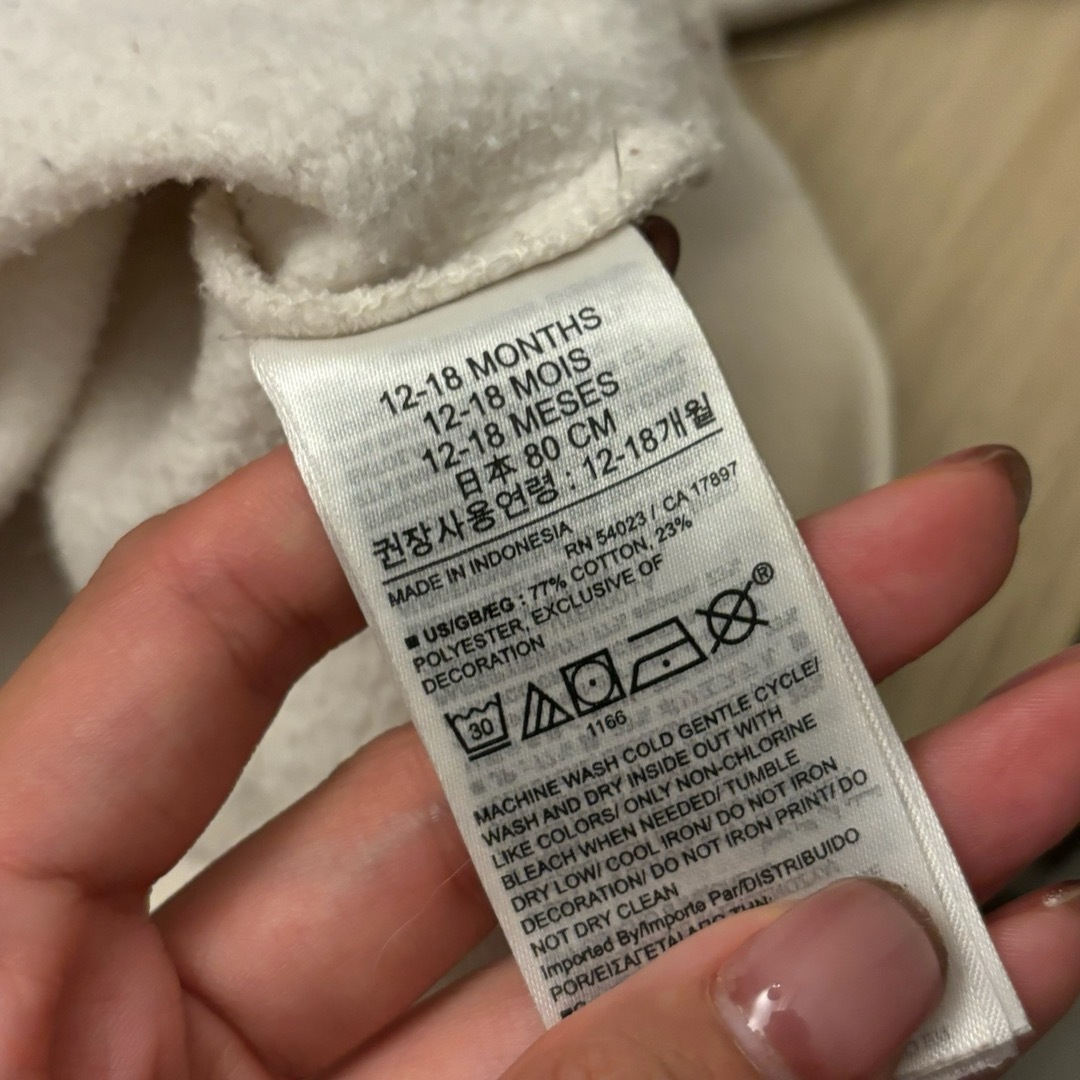 12-18 MONTHS
12-18 MOIS
12-18 MESES
日本 80 CM
권장사용연령 : 12-18개월
MADE IN INDONESIA
RN 54023 / CA 17897
■ US/GB/EG : 77% COTTON, 23%
POLYESTER, EXCLUSIVE OF
DECORATION
®
30
1166
MACHINE WASH COLD GENTLE CYCLE/
WASH AND DRY INSIDE OUT WITH
LIKE COLORS/ ONLY NON-CHLORINE
BLEACH WHEN NEEDED/ TUMBLE
DRY LOW/ COOL IRON/ DO NOT IRON
DECORATION/ DO NOT IRON PRINT/ DO
NOT DRY CLEAN
Imported By/Importe Par/DISTRIBUIDO